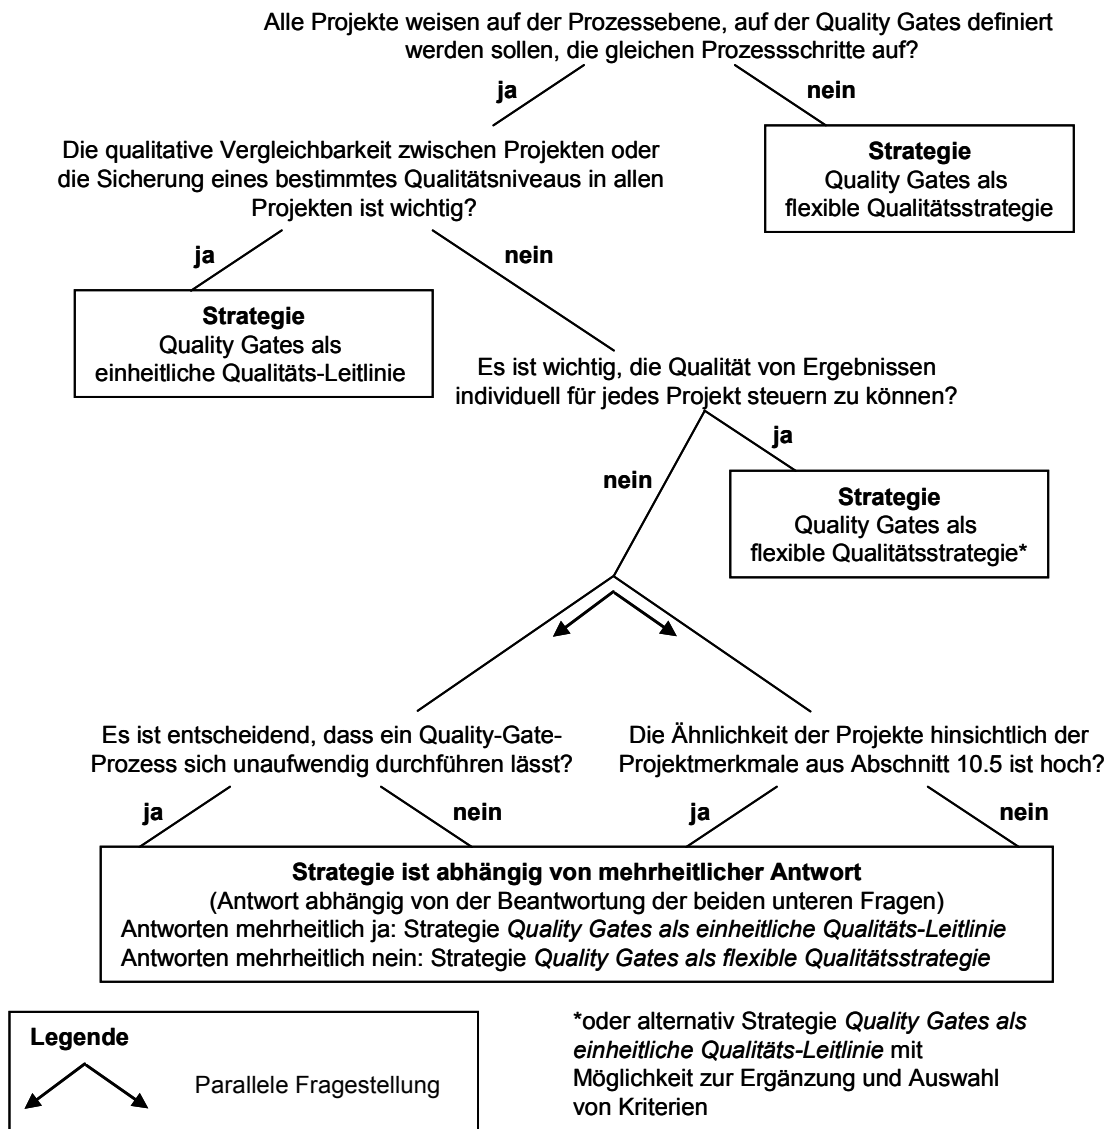 Alle Projekte weisen auf der Prozessebene, auf der Quality Gates definiert
werden sollen, die gleichen Prozessschritte auf?
ja
nein
Die qualitative Vergleichbarkeit zwischen Projekten oder
die Sicherung eines bestimmtes Qualitätsniveaus in allen
Projekten ist wichtig?
Strategie
Quality Gates als
flexible Qualitätsstrategie
ja
nein
Strategie
Quality Gates als
einheitliche Qualitäts-Leitlinie
Es ist wichtig, die Qualität von Ergebnissen
individuell für jedes Projekt steuern zu können?
ja
nein
Strategie
Quality Gates als
flexible Qualitätsstrategie*
Es ist entscheidend, dass ein Quality-Gate-
Prozess sich unaufwendig durchführen lässt?
Die Ähnlichkeit der Projekte hinsichtlich der
Projektmerkmale aus Abschnitt 10.5 ist hoch?
ja
nein
ja
nein
Strategie ist abhängig von mehrheitlicher Antwort
(Antwort abhängig von der Beantwortung der beiden unteren Fragen)
Antworten mehrheitlich ja: Strategie Quality Gates als einheitliche Qualitäts-Leitlinie
Antworten mehrheitlich nein: Strategie Quality Gates als flexible Qualitätsstrategie
Legende
Parallele Fragestellung
*oder alternativ Strategie Quality Gates als
einheitliche Qualitäts-Leitlinie mit
Möglichkeit zur Ergänzung und Auswahl
von Kriterien